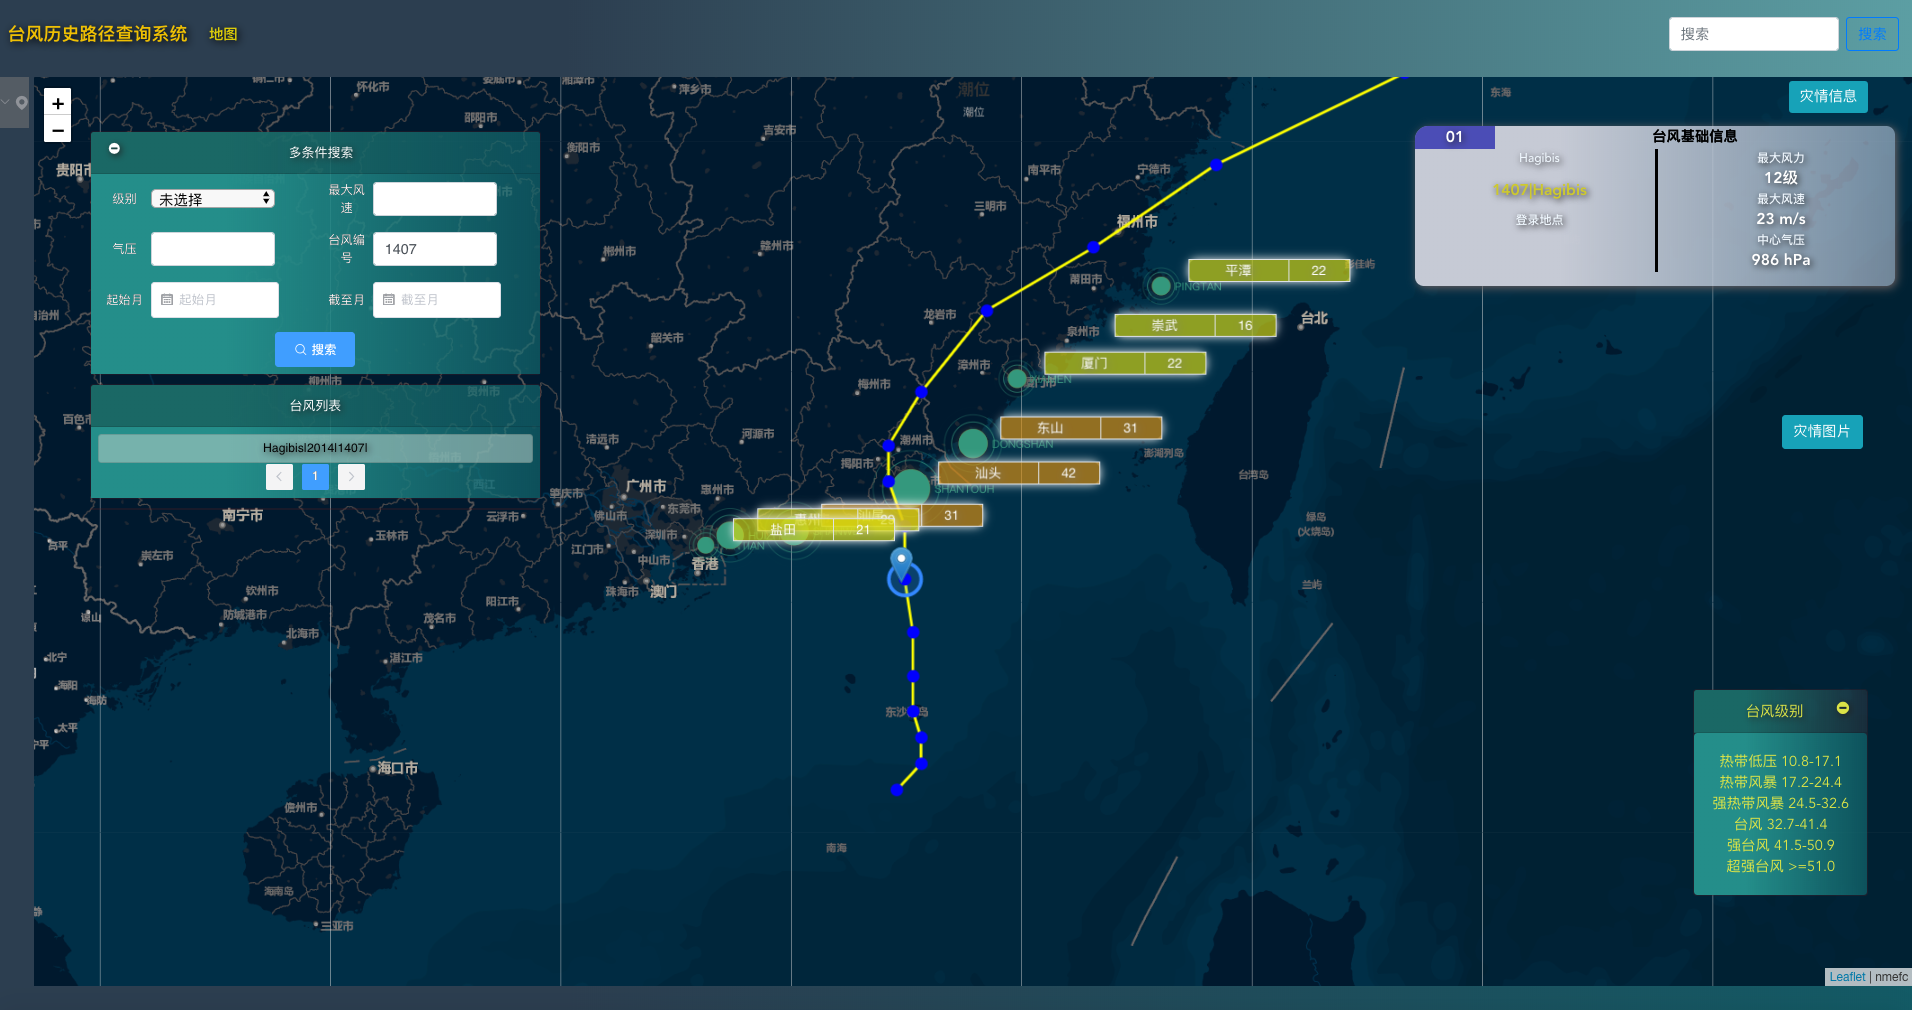 台风历史路径查询系统 地图
搜索 搜索
灾情信息
+
−
多条件搜索
级别 未选择 最大风速
气压 台风编号 1407
起始月 起始月 截至月 截至月
搜索
台风列表
Hagibis|2014|1407|
1
01 台风基础信息
Hagibis
1407|Hagibis
登录地点
最大风力
12级
最大风速
23 m/s
中心气压
986 hPa
灾情图片
台风级别
热带低压 10.8-17.1
热带风暴 17.2-24.4
强热带风暴 24.5-32.6
台风 32.7-41.4
强台风 41.5-50.9
超强台风 >=51.0
平潭 22
PINGTAN
崇武 16
厦门 22
东山 31
DONGSHAN
汕头 42
SHANTOUH
31
盐田 21
潮位
潮位
怀化市
萍乡市
东海
邵阳市
吉安市
衡阳市
贵阳市
南平市
宁德市
三明市
福州市
郴州市
赣州市
莆田市
龙岩市
泉州市
台北
韶关市
漳州市
柳州市
贺州市
梅州市
百色市
清远市
河源市
潮州市
揭阳市
澎湖列岛
台湾岛
广州市
惠州市
肇庆市
佛山市
东莞市
云浮市
南宁市
绿岛
(火烧岛)
玉林市
江门市
深圳市
中山市
香港
崇左市
珠海市
澳门
兰屿
钦州市
阳江市
防城港市
茂名市
谅山
北海市
湛江市
北宁
海阳
海防
太平
海口市
儋州市
南海
海南岛
三亚市
Leaflet | nmefc